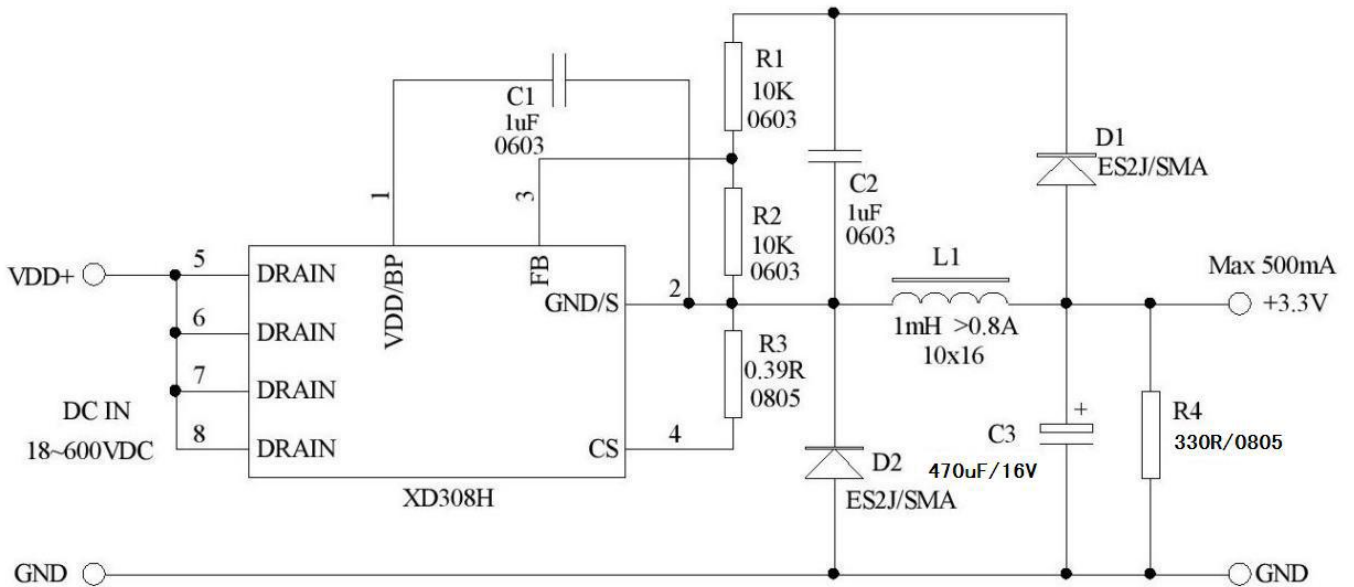 R1
10K
0603
C1
1uF
0603
D1
ES2J/SMA
1
3
C2
1uF
0603
R2
10K
0603
VDD+
5
DRAIN
VDD/BP
FB
GND/S
2
L1
Max 500mA
+3.3V
6
DRAIN
1mH >0.8A
10x16
R3
0.39R
0805
7
DRAIN
DC IN
18~600VDC
8
DRAIN
CS
4
C3
+
R4
330R/0805
D2
470uF/16V
ES2J/SMA
XD308H
GND
GND